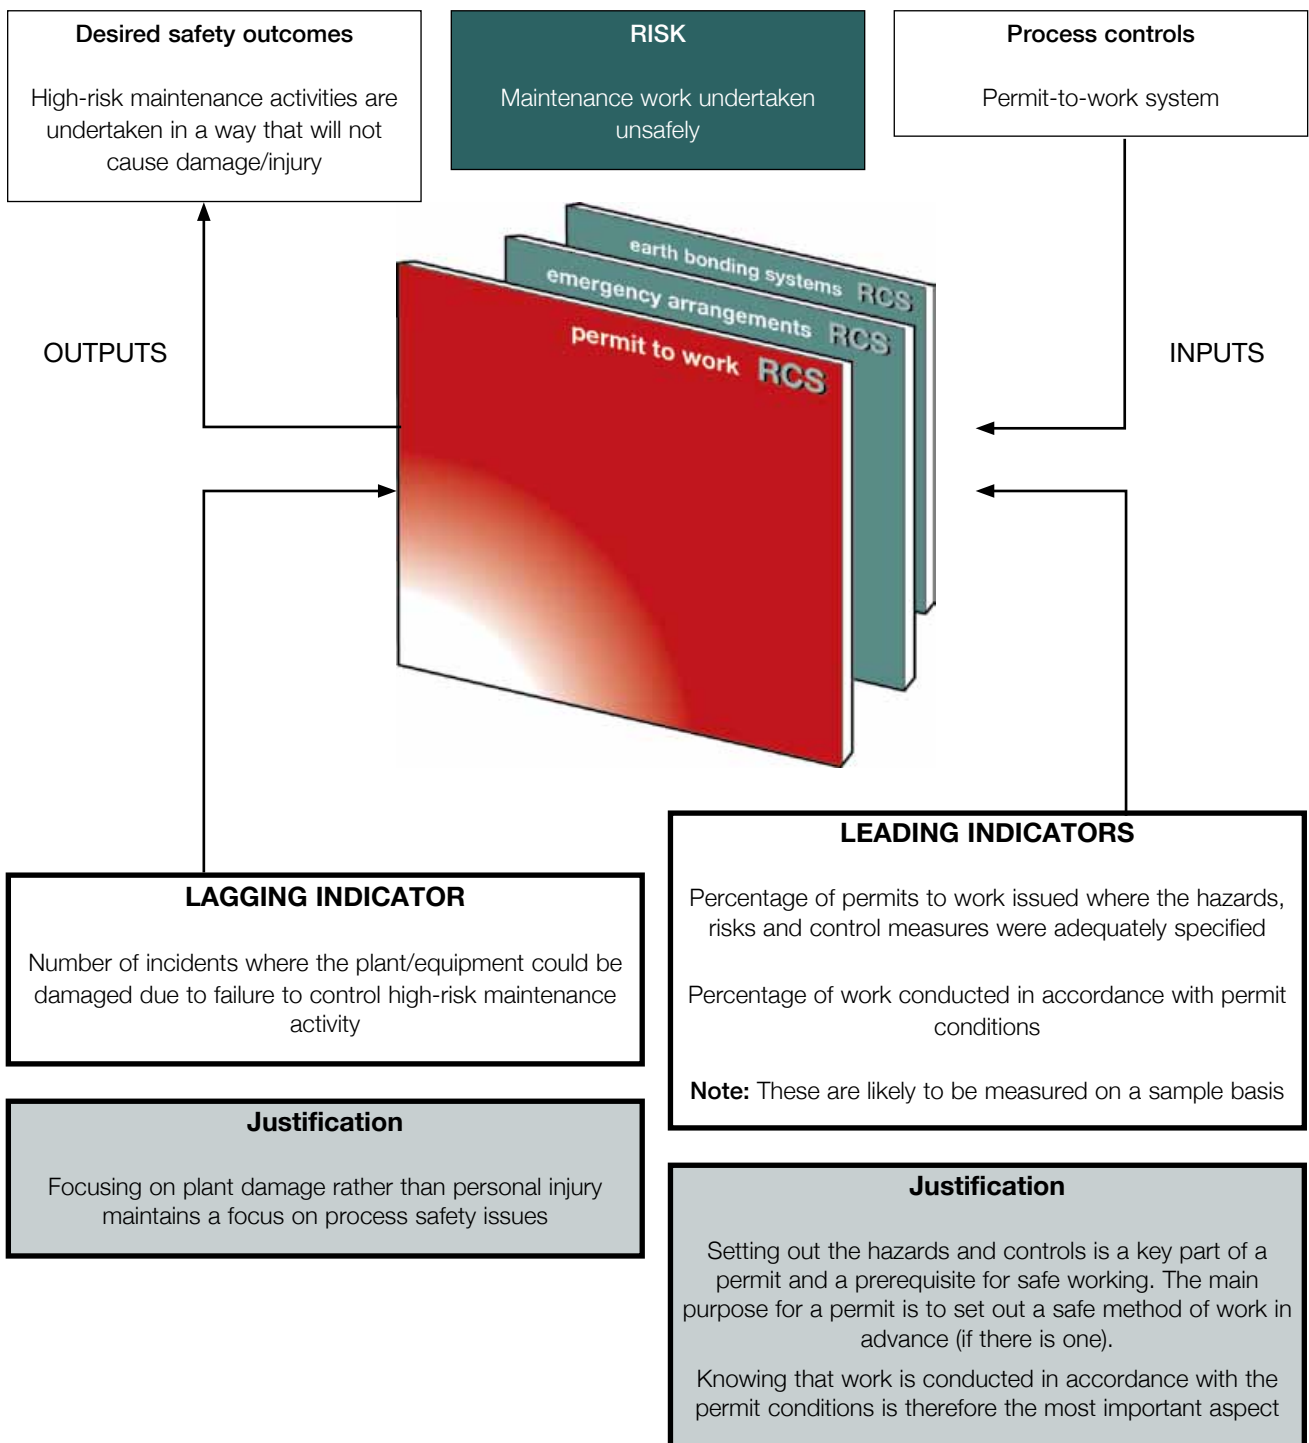 Desired safety outcomes
High-risk maintenance activities are
undertaken in a way that will not
cause damage/injury
RISK
Maintenance work undertaken
unsafely
Process controls
Permit-to-work system
earth bonding systems RCS
emergency arrangements RCS
permit to work RCS
OUTPUTS
INPUTS
LAGGING INDICATOR
Number of incidents where the plant/equipment could be
damaged due to failure to control high-risk maintenance
activity
Justification
Focusing on plant damage rather than personal injury
maintains a focus on process safety issues
LEADING INDICATORS
Percentage of permits to work issued where the hazards,
risks and control measures were adequately specified
Percentage of work conducted in accordance with permit
conditions
Note: These are likely to be measured on a sample basis
Justification
Setting out the hazards and controls is a key part of a
permit and a prerequisite for safe working. The main
purpose for a permit is to set out a safe method of work in
advance (if there is one).
Knowing that work is conducted in accordance with the
permit conditions is therefore the most important aspect